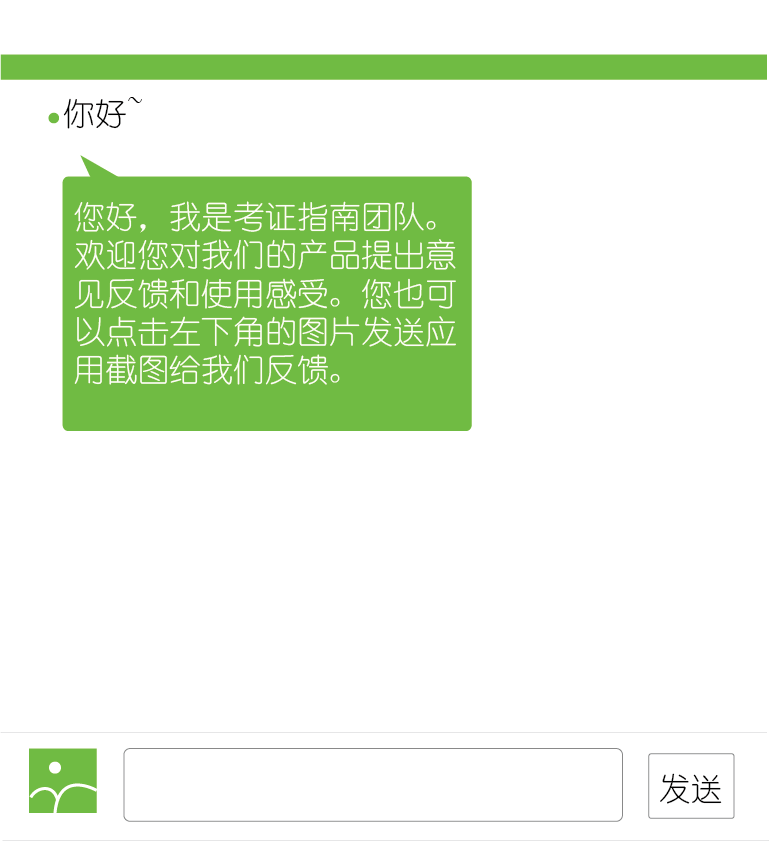 你好~
您好，我是考证指南团队。
欢迎您对我们的产品提出意
见反馈和使用感受。您也可
以点击左下角的图片发送应
用截图给我们反馈。
发送